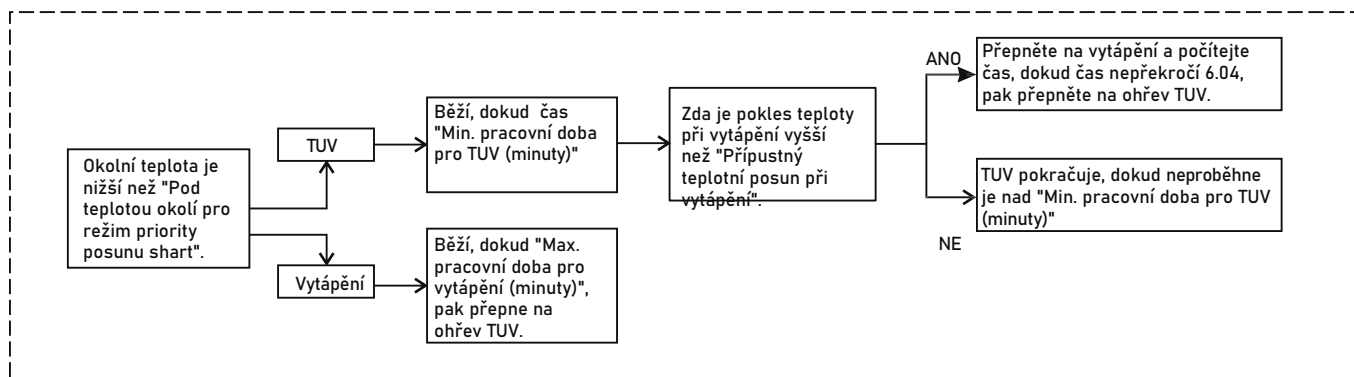 Okolní teplota je
nižší než "Pod
teplotou okolí pro
režim priority
posunu shart".
TUV
Vytápění
Běží, dokud čas
"Min. pracovní doba
pro TUV (minuty)"
Běží, dokud "Max.
pracovní doba pro
vytápění (minuty)",
pak přepne na
ohřev TUV.
Zda je pokles teploty
při vytápění vyšší
než "Přípustný
teplotní posun při
vytápění".
ANO
Přepněte na vytápění a počítejte
čas, dokud čas nepřekročí 6.04,
pak přepněte na ohřev TUV.
NE
TUV pokračuje, dokud neproběhne
je nad "Min. pracovní doba pro TUV
(minuty)"